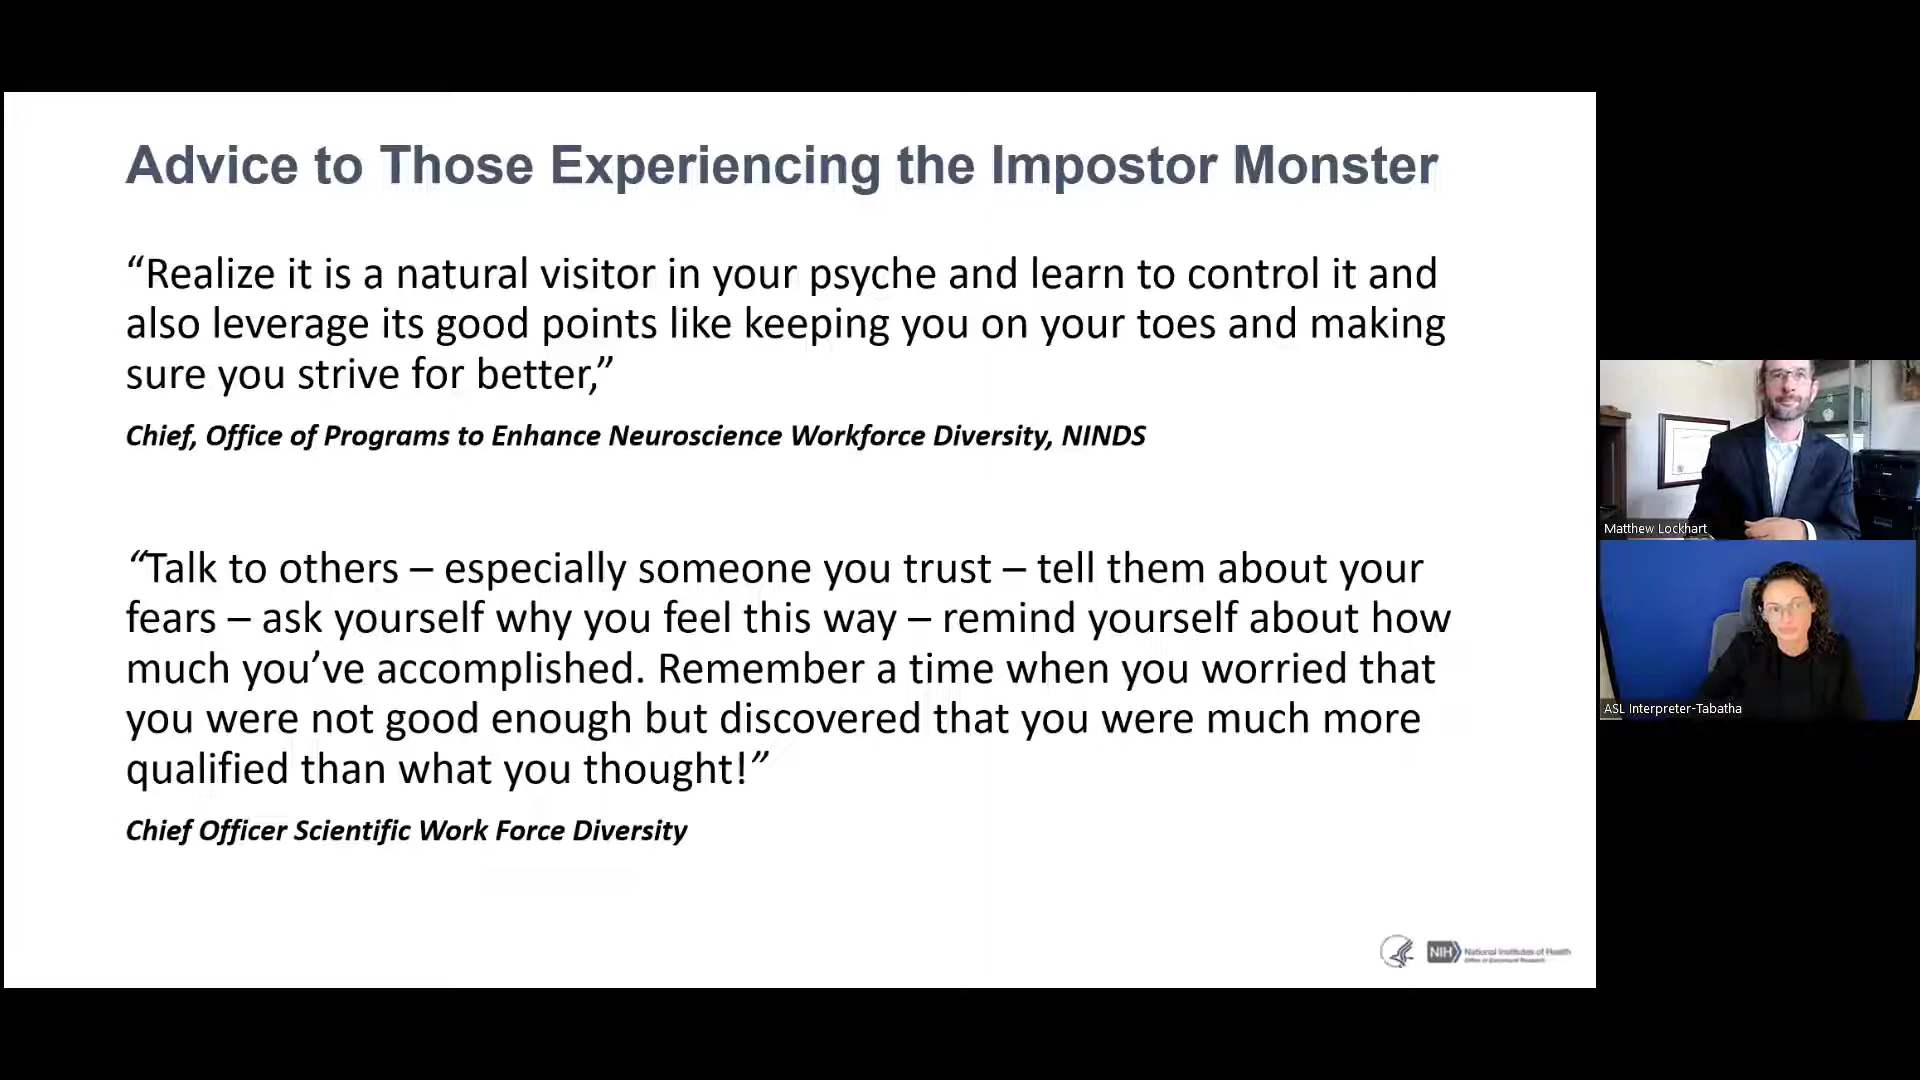 Advice to Those Experiencing the Impostor Monster
“Realize it is a natural visitor in your psyche and learn to control it and
also leverage its good points like keeping you on your toes and making
sure you strive for better,”
Chief, Office of Programs to Enhance Neuroscience Workforce Diversity, NINDS
“Talk to others – especially someone you trust – tell them about your
fears – ask yourself why you feel this way – remind yourself about how
much you’ve accomplished. Remember a time when you worried that
you were not good enough but discovered that you were much more
qualified than what you thought!”
Chief Officer Scientific Work Force Diversity
NIH
National Institutes of Health
Office of Extramural Research
Matthew Lockhart
ASL Interpreter-Tabatha